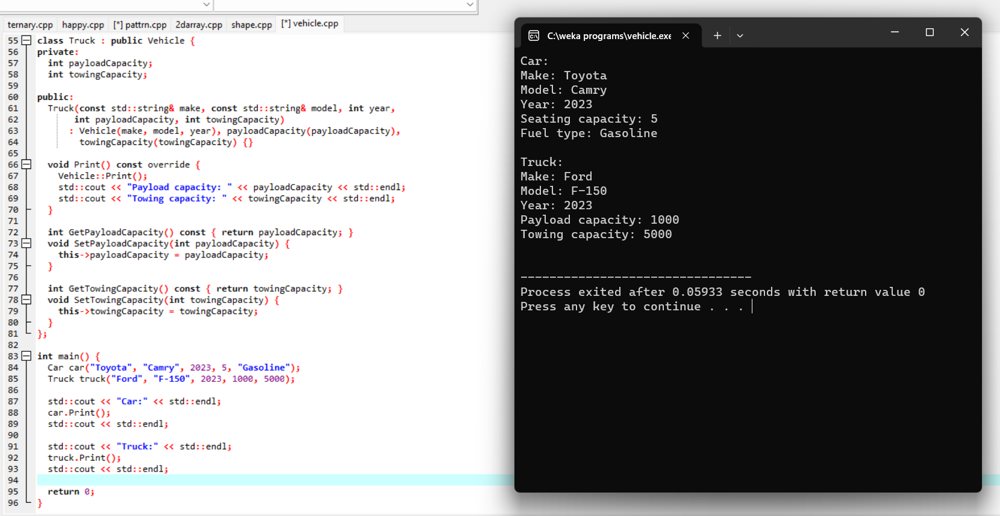 ternary.cpp happy.cpp [*] pattrn.cpp 2darray.cpp shape.cpp [*] vehicle.cpp
55 class Truck : public Vehicle {
56 private:
57 int payloadCapacity;
58 int towingCapacity;
59
60 public:
61 Truck(const std::string& make, const std::string& model, int year,
62 int payloadCapacity, int towingCapacity)
63 : Vehicle(make, model, year), payloadCapacity(payloadCapacity),
64 towingCapacity(towingCapacity) {}
65
66 void Print() const override {
67 Vehicle::Print();
68 std::cout << "Payload capacity: " << payloadCapacity << std::endl;
69 std::cout << "Towing capacity: " << towingCapacity << std::endl;
70 }
71
72 int GetPayloadCapacity() const { return payloadCapacity; }
73 void SetPayloadCapacity(int payloadCapacity) {
74 this->payloadCapacity = payloadCapacity;
75 }
76
77 int GetTowingCapacity() const { return towingCapacity; }
78 void SetTowingCapacity(int towingCapacity) {
79 this->towingCapacity = towingCapacity;
80 }
81 };
82
83 int main() {
84 Car car("Toyota", "Camry", 2023, 5, "Gasoline");
85 Truck truck("Ford", "F-150", 2023, 1000, 5000);
86
87 std::cout << "Car:" << std::endl;
88 car.Print();
89 std::cout << std::endl;
90
91 std::cout << "Truck:" << std::endl;
92 truck.Print();
93 std::cout << std::endl;
94
95 return 0;
96 }
C:\weka programs\vehicle.exe
Car:
Make: Toyota
Model: Camry
Year: 2023
Seating capacity: 5
Fuel type: Gasoline
Truck:
Make: Ford
Model: F-150
Year: 2023
Payload capacity: 1000
Towing capacity: 5000
--------------------------------
Process exited after 0.05933 seconds with return value 0
Press any key to continue . . .